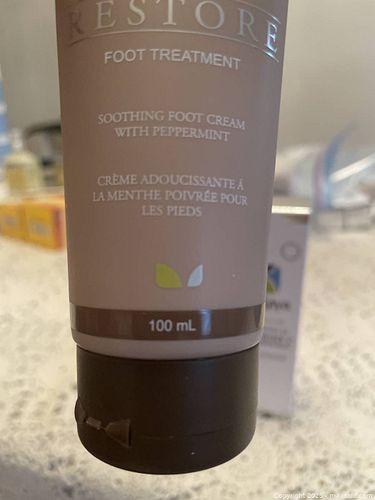 RESTORE
FOOT TREATMENT
SOOTHING FOOT CREAM
WITH PEPPERMINT
CRÈME ADOUCISSANTE À
LA MENTHE POIVRÉE POUR
LES PIEDS
100 mL